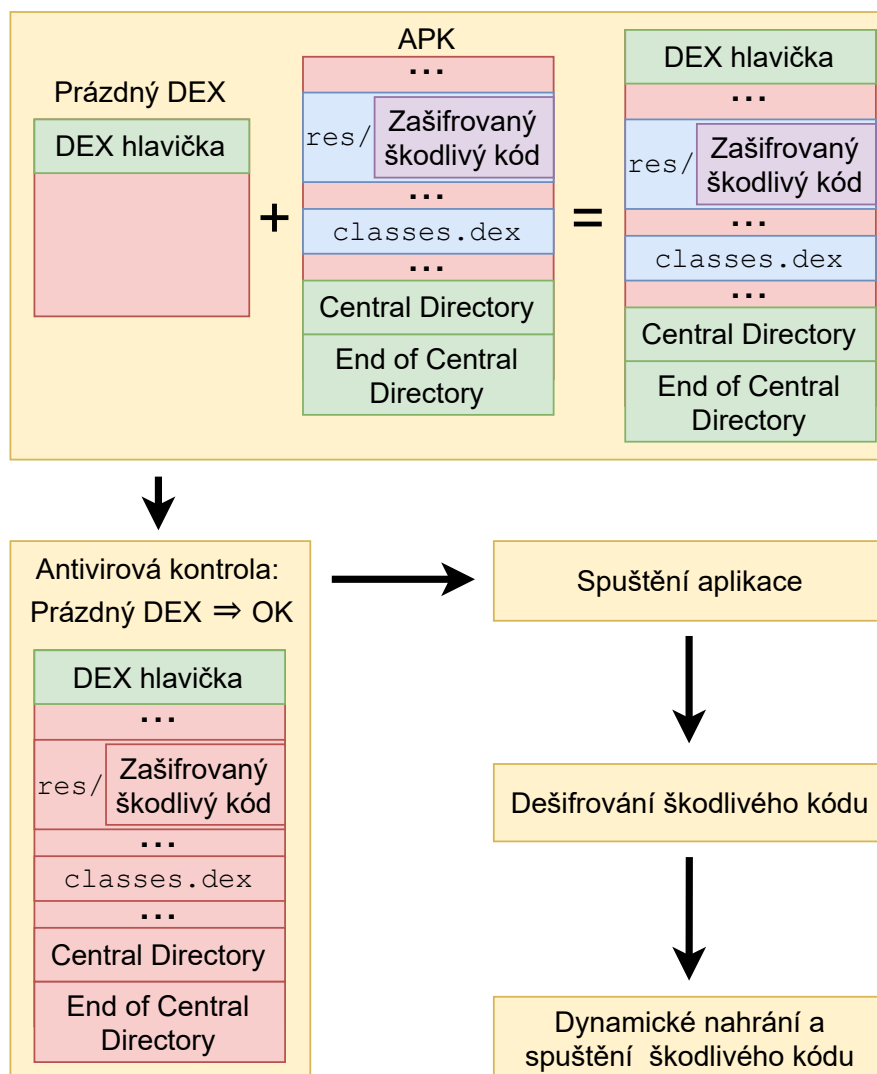 Prázdný DEX
DEX hlavička
+
APK
...
res/
Zašifrovaný
škodlivý kód
...
classes.dex
...
Central Directory
End of Central
Directory
=
DEX hlavička
...
res/
Zašifrovaný
škodlivý kód
...
classes.dex
...
Central Directory
End of Central
Directory
Antivirová kontrola:
Prázdný DEX ⇒ OK
DEX hlavička
...
res/
Zašifrovaný
škodlivý kód
...
classes.dex
...
Central Directory
End of Central
Directory
Spuštění aplikace
Dešifrování škodlivého kódu
Dynamické nahrání a
spuštění škodlivého kódu